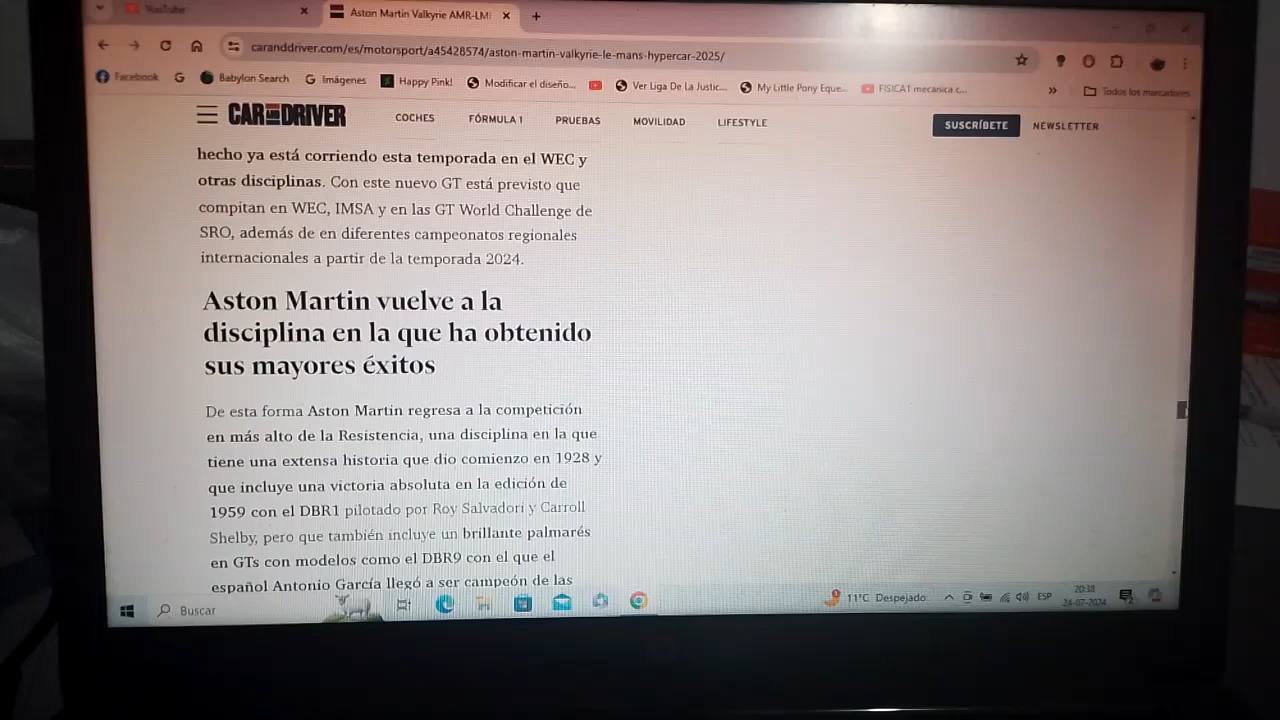 YouTube
Aston Martin Valkyrie AMR-LM
caranddriver.com/es/motorsport/a45428574/aston-martin-valkyrie-le-mans-hypercar-2025/
Facebook
G
Babylon Search
Imágenes
Happy Pink!
Modificar el diseño...
Ver Liga De La Justic...
My Little Pony Eque...
FISICA1 mecanica c...
Todos los marcadores
CAR AND DRIVER
COCHES
FÓRMULA 1
PRUEBAS
MOVILIDAD
LIFESTYLE
SUSCRÍBETE
NEWSLETTER
hecho ya está corriendo esta temporada en el WEC y
otras disciplinas. Con este nuevo GT está previsto que
compitan en WEC, IMSA y en las GT World Challenge de
SRO, además de en diferentes campeonatos regionales
internacionales a partir de la temporada 2024.
Aston Martin vuelve a la
disciplina en la que ha obtenido
sus mayores éxitos
De esta forma Aston Martin regresa a la competición
en más alto de la Resistencia, una disciplina en la que
tiene una extensa historia que dio comienzo en 1928 y
que incluye una victoria absoluta en la edición de
1959 con el DBR1 pilotado por Roy Salvadori y Carroll
Shelby, pero que también incluye un brillante palmarés
en GTs con modelos como el DBR9 con el que el
español Antonio García llegó a ser campeón de las
Buscar
11°C Despejado
ESP
20:38
24-07-2024